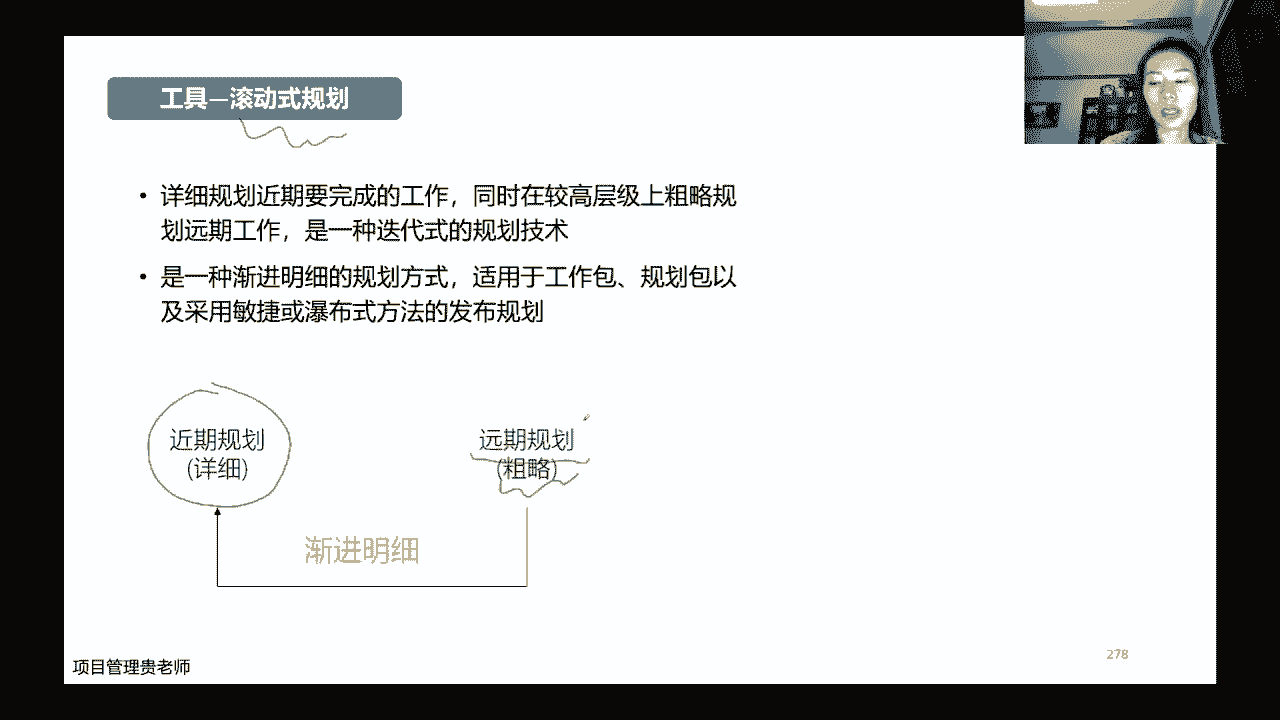 工具—滚动式规划
• 详细规划近期要完成的工作，同时在较高层级上粗略规
划远期工作，是一种迭代式的规划技术
• 是一种渐进明细的规划方式，适用于工作包、规划包以
及采用敏捷或瀑布式方法的发布规划
近期规划
(详细)
远期规划
(粗略)
渐进明细
项目管理贵老师
278